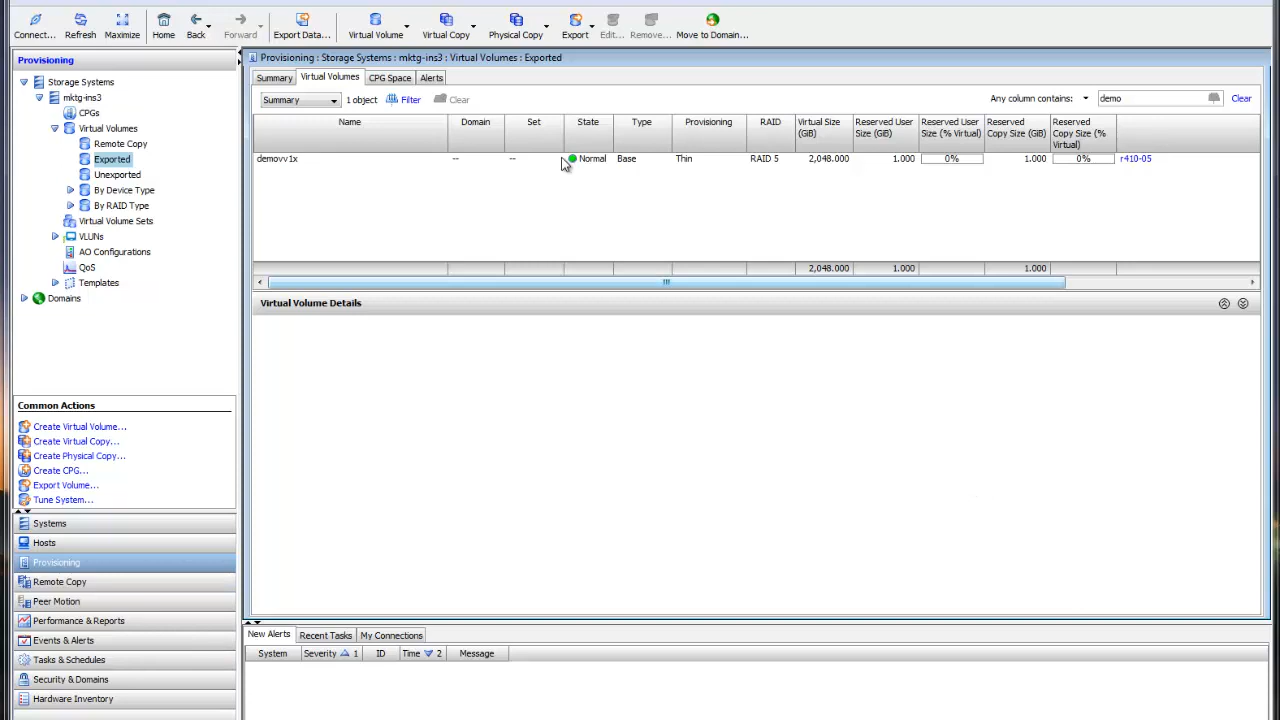 Connect... Refresh Maximize Home Back Forward Export Data... Virtual Volume Virtual Copy Physical Copy Export Edit... Remove... Move to Domain...
Provisioning
Storage Systems
mktg-ins3
CPGs
Virtual Volumes
Remote Copy
Exported
Unexported
By Device Type
By RAID Type
Virtual Volume Sets
VLUNs
AO Configurations
QoS
Templates
Domains
Common Actions
Create Virtual Volume...
Create Virtual Copy...
Create Physical Copy...
Create CPG...
Export Volume...
Tune System...
Systems
Hosts
Provisioning
Remote Copy
Peer Motion
Performance & Reports
Events & Alerts
Tasks & Schedules
Security & Domains
Hardware Inventory
Provisioning : Storage Systems : mktg-ins3 : Virtual Volumes : Exported
Summary Virtual Volumes CPG Space Alerts
Summary 1 object Filter Clear Any column contains: demo Clear
Name Domain Set State Type Provisioning RAID Virtual Size (GiB) Reserved User Size (GiB) Reserved User Size (% Virtual) Reserved Copy Size (GiB) Reserved Copy Size (% Virtual)
demovv1x -- -- Normal Base Thin RAID 5 2,048.000 1.000 0% 1.000 0% r410-05
2,048.000 1.000 1.000
Virtual Volume Details
New Alerts Recent Tasks My Connections
System Severity 1 ID Time 2 Message